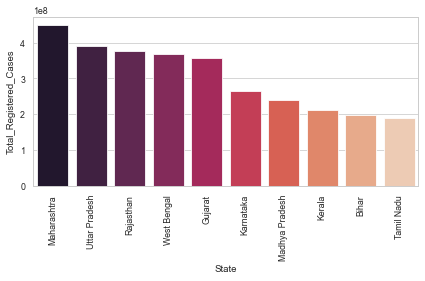 1e8
4
3
2
1
0
Total_Registered_Cases
Maharashtra
Uttar Pradesh
Rajasthan
West Bengal
Gujarat
Karnataka
Madhya Pradesh
Kerala
Bihar
Tamil Nadu
State